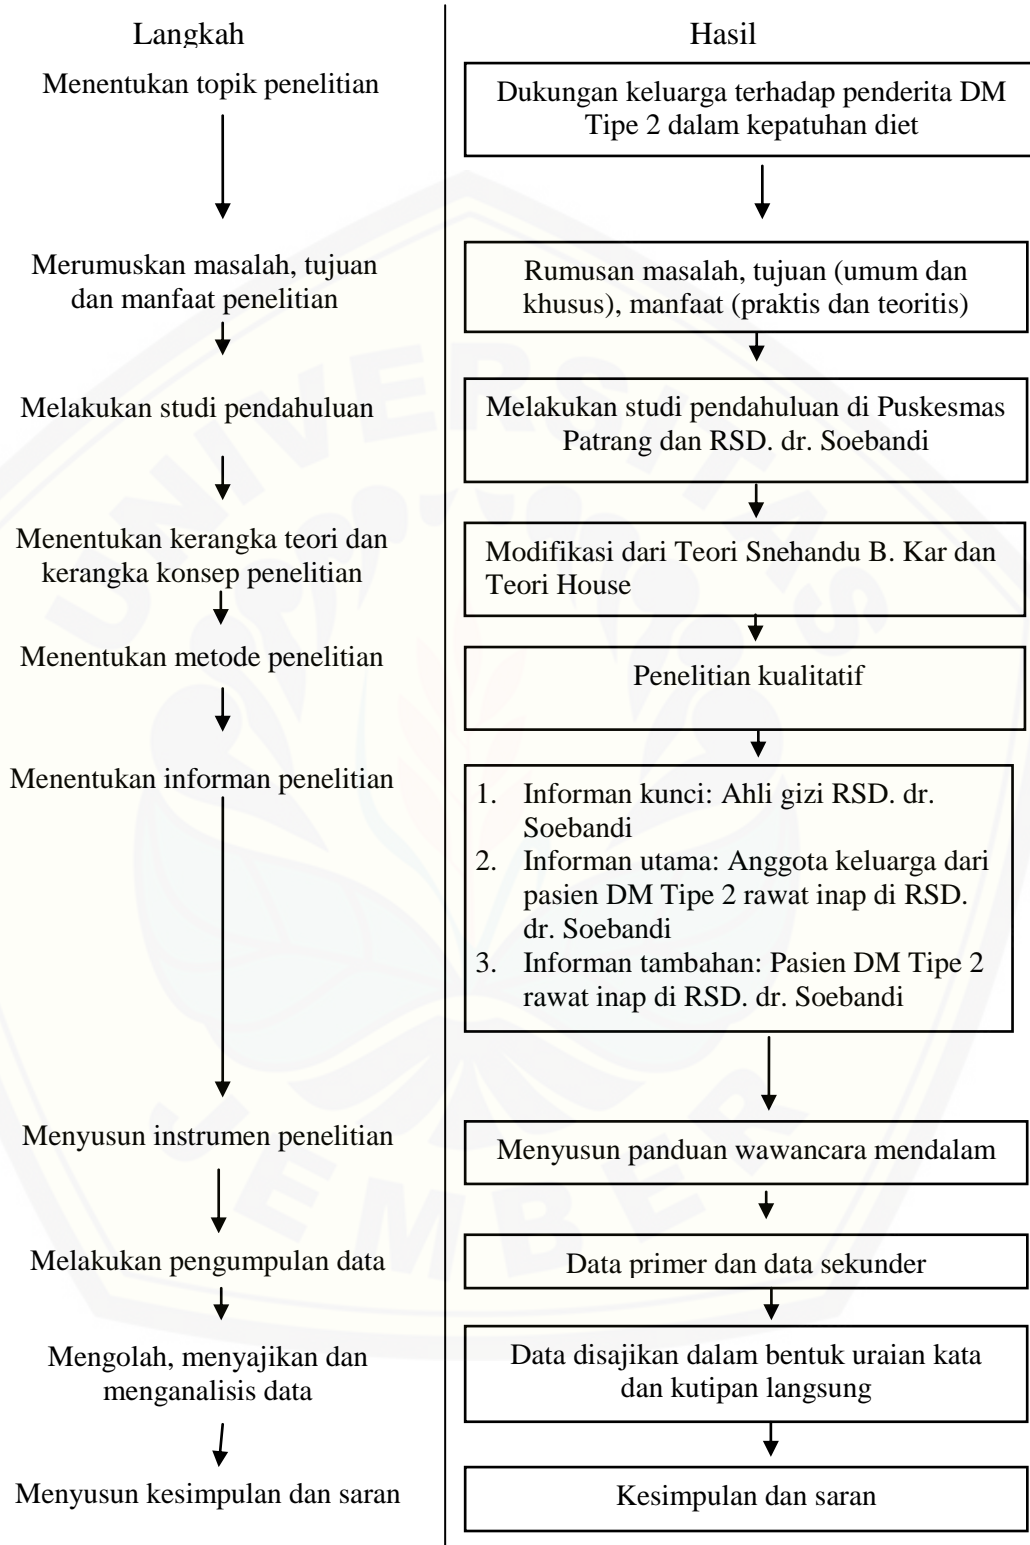 Langkah
Hasil
Menentukan topik penelitian
Dukungan keluarga terhadap penderita DM
Tipe 2 dalam kepatuhan diet
Merumuskan masalah, tujuan
dan manfaat penelitian
Rumusan masalah, tujuan (umum dan
khusus), manfaat (praktis dan teoritis)
Melakukan studi pendahuluan
Melakukan studi pendahuluan di Puskesmas
Patrang dan RSD. dr. Soebandi
Menentukan kerangka teori dan
kerangka konsep penelitian
Modifikasi dari Teori Snehandu B. Kar dan
Teori House
Menentukan metode penelitian
Penelitian kualitatif
Menentukan informan penelitian
1. Informan kunci: Ahli gizi RSD. dr.
Soebandi
2. Informan utama: Anggota keluarga dari
pasien DM Tipe 2 rawat inap di RSD.
dr. Soebandi
3. Informan tambahan: Pasien DM Tipe 2
rawat inap di RSD. dr. Soebandi
Menyusun instrumen penelitian
Menyusun panduan wawancara mendalam
Melakukan pengumpulan data
Data primer dan data sekunder
Mengolah, menyajikan dan
menganalisis data
Data disajikan dalam bentuk uraian kata
dan kutipan langsung
Menyusun kesimpulan dan saran
Kesimpulan dan saran
UNIVERSITAS
JEMBER